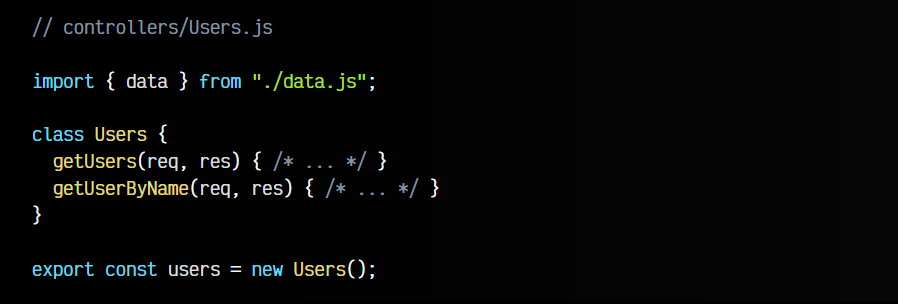 // controllers/Users.js
import { data } from "./data.js";
class Users {
getUsers(req, res) { /* ... */ }
getUserByName(req, res) { /* ... */ }
}
export const users = new Users();